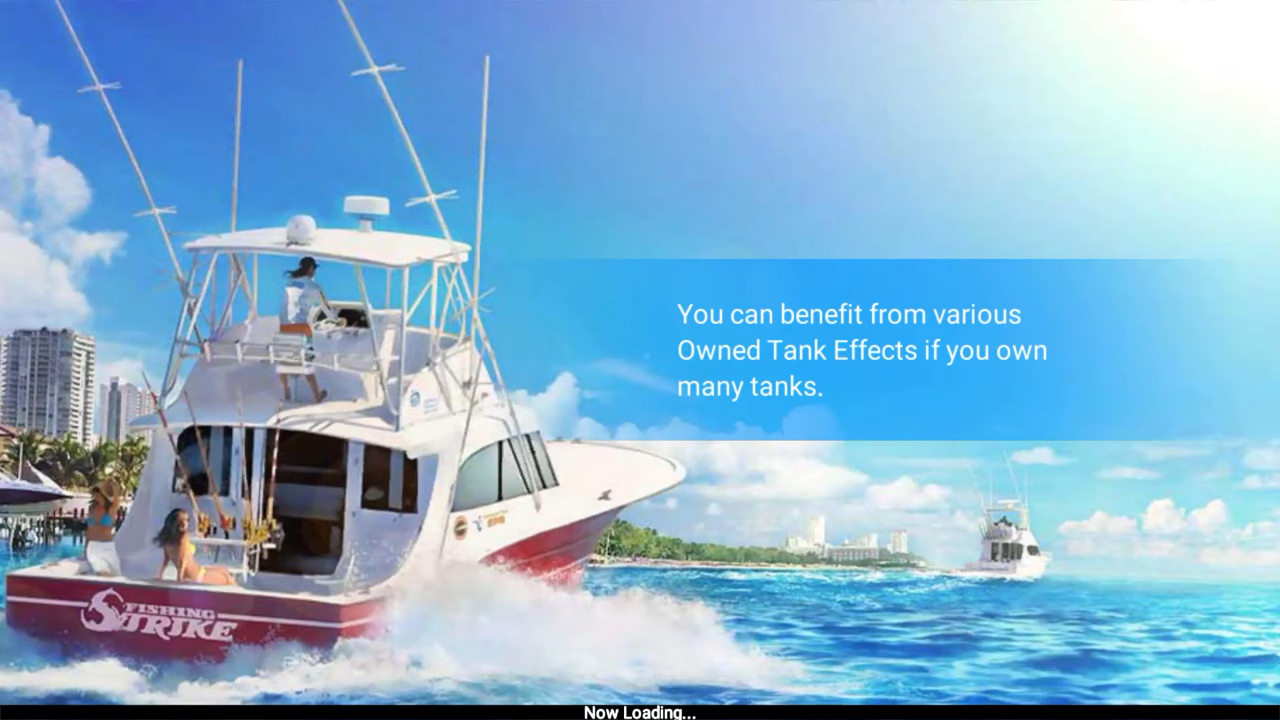 You can benefit from various
Owned Tank Effects if you own
many tanks.
FISHING
STRIKE
Now Loading...